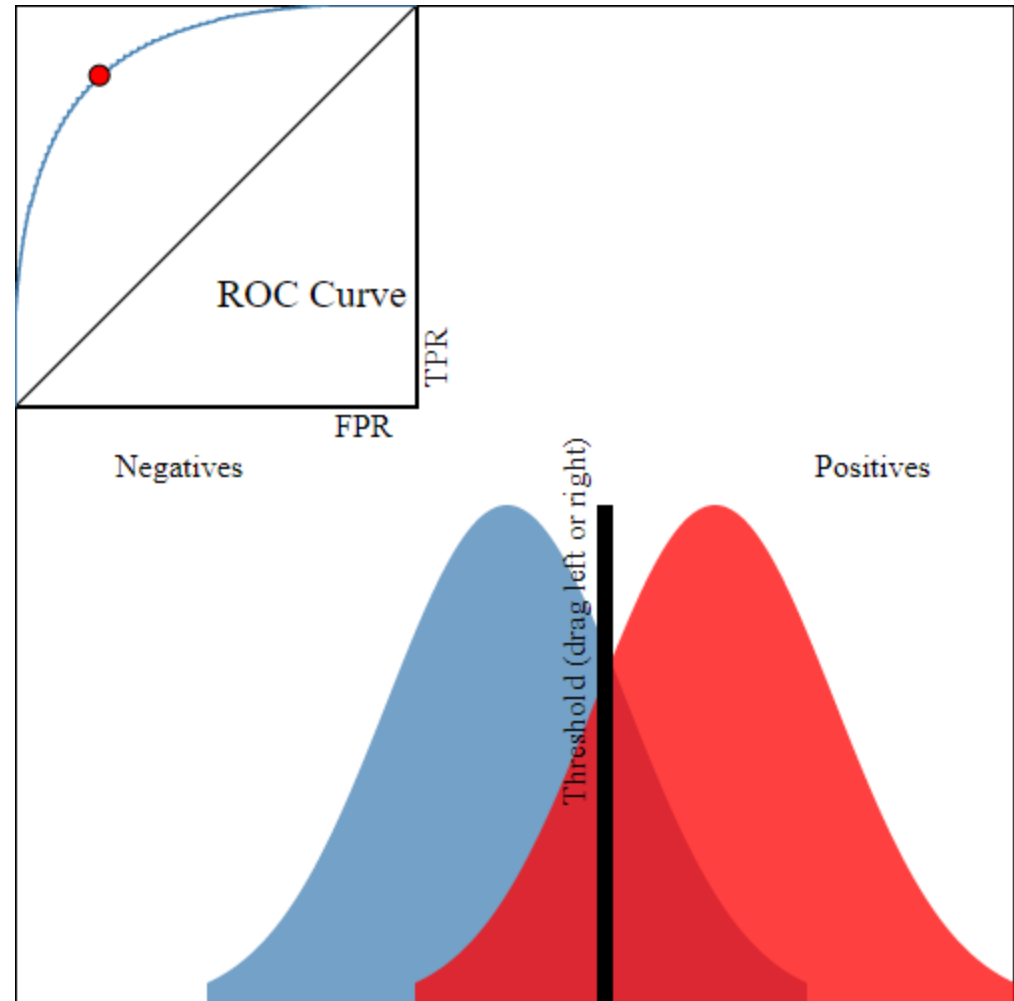 ROC Curve
TPR
FPR
Negatives
Positives
Threshold (drag left or right)